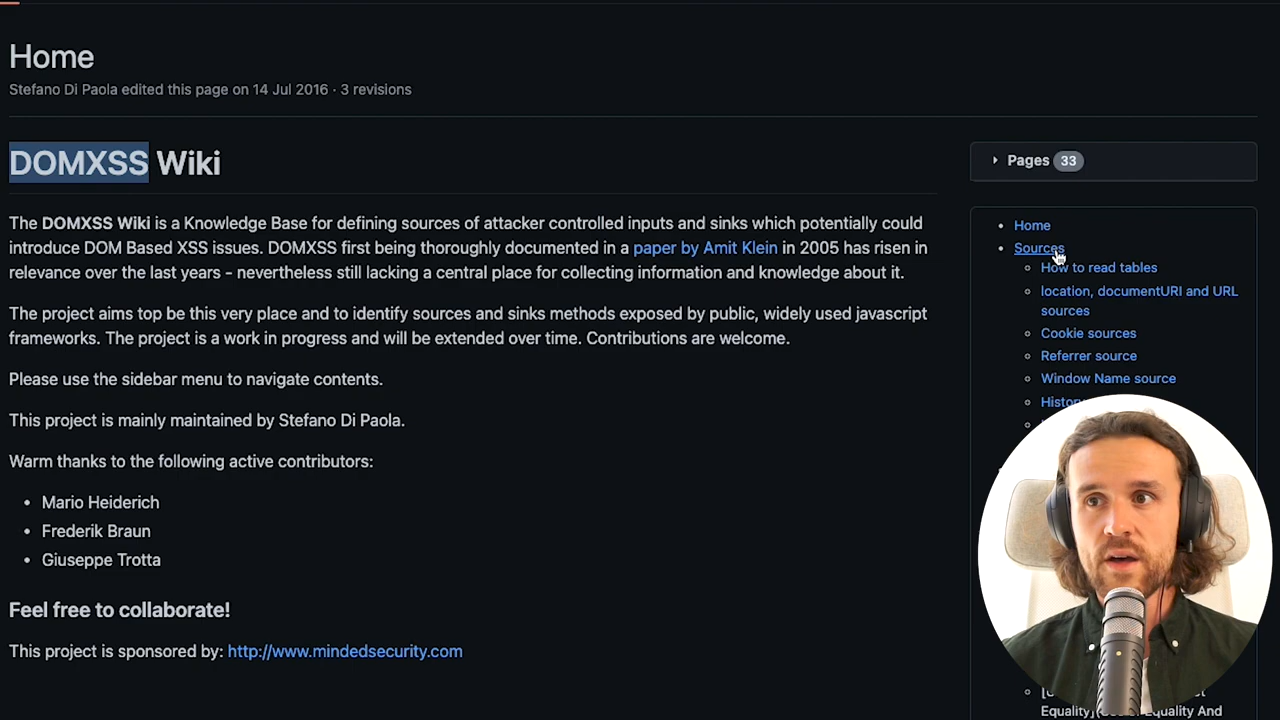 Home
Stefano Di Paola edited this page on 14 Jul 2016 · 3 revisions
DOMXSS Wiki
The DOMXSS Wiki is a Knowledge Base for defining sources of attacker controlled inputs and sinks which potentially could
introduce DOM Based XSS issues. DOMXSS first being thoroughly documented in a paper by Amit Klein in 2005 has risen in
relevance over the last years - nevertheless still lacking a central place for collecting information and knowledge about it.
The project aims top be this very place and to identify sources and sinks methods exposed by public, widely used javascript
frameworks. The project is a work in progress and will be extended over time. Contributions are welcome.
Please use the sidebar menu to navigate contents.
This project is mainly maintained by Stefano Di Paola.
Warm thanks to the following active contributors:
Mario Heiderich
Frederik Braun
Giuseppe Trotta
Feel free to collaborate!
This project is sponsored by: http://www.mindedsecurity.com
Pages 33
Home
Sources
How to read tables
location, documentURI and URL
sources
Cookie sources
Referrer source
Window Name source
Equality And